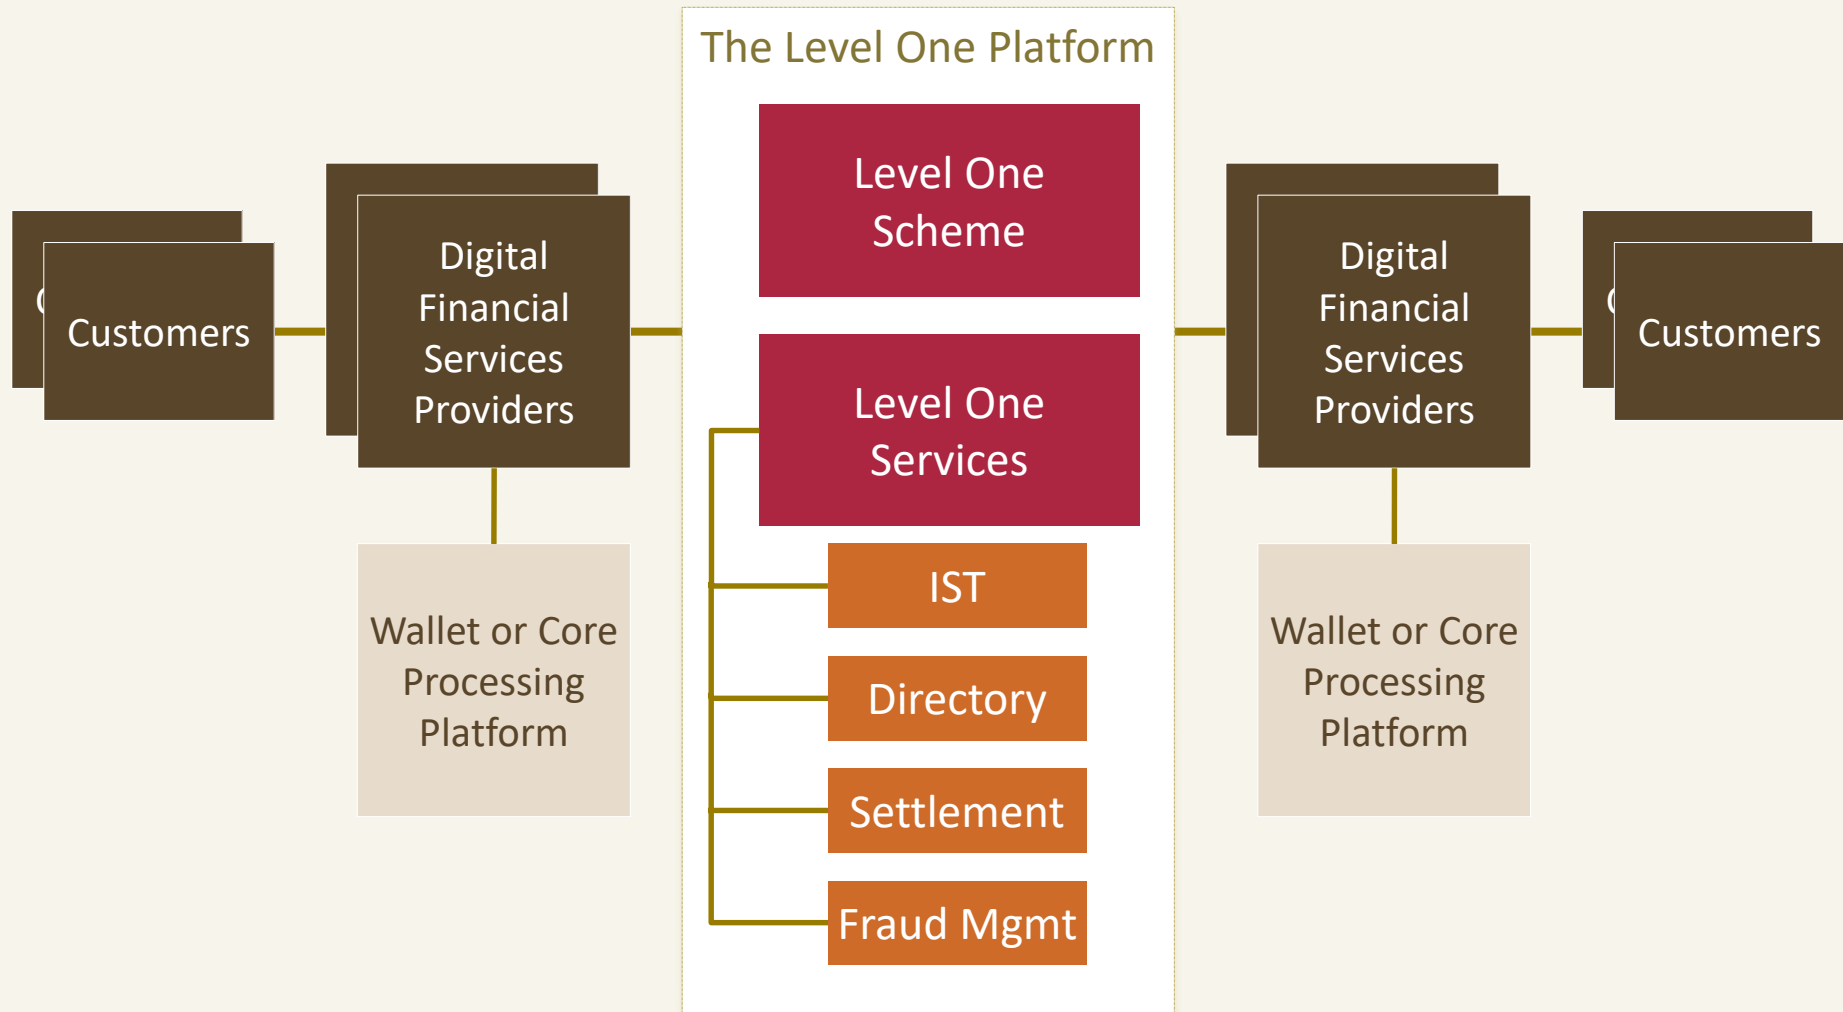 The Level One Platform
Customers
Digital
Financial
Services
Providers
Wallet or Core
Processing
Platform
Level One
Scheme
Level One
Services
IST
Directory
Settlement
Fraud Mgmt
Digital
Financial
Services
Providers
Wallet or Core
Processing
Platform
Customers